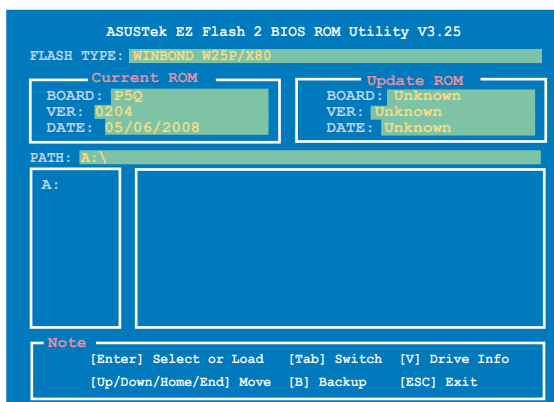 ASUSTek EZ Flash 2 BIOS ROM Utility V3.25
FLASH TYPE: WINBOND W25P/X80
Current ROM
BOARD: P5Q
VER: 0204
DATE: 05/06/2008
Update ROM
BOARD: Unknown
VER: Unknown
DATE: Unknown
PATH: A:\
A:
Note
[Enter] Select or Load [Tab] Switch [V] Drive Info
[Up/Down/Home/End] Move [B] Backup [ESC] Exit